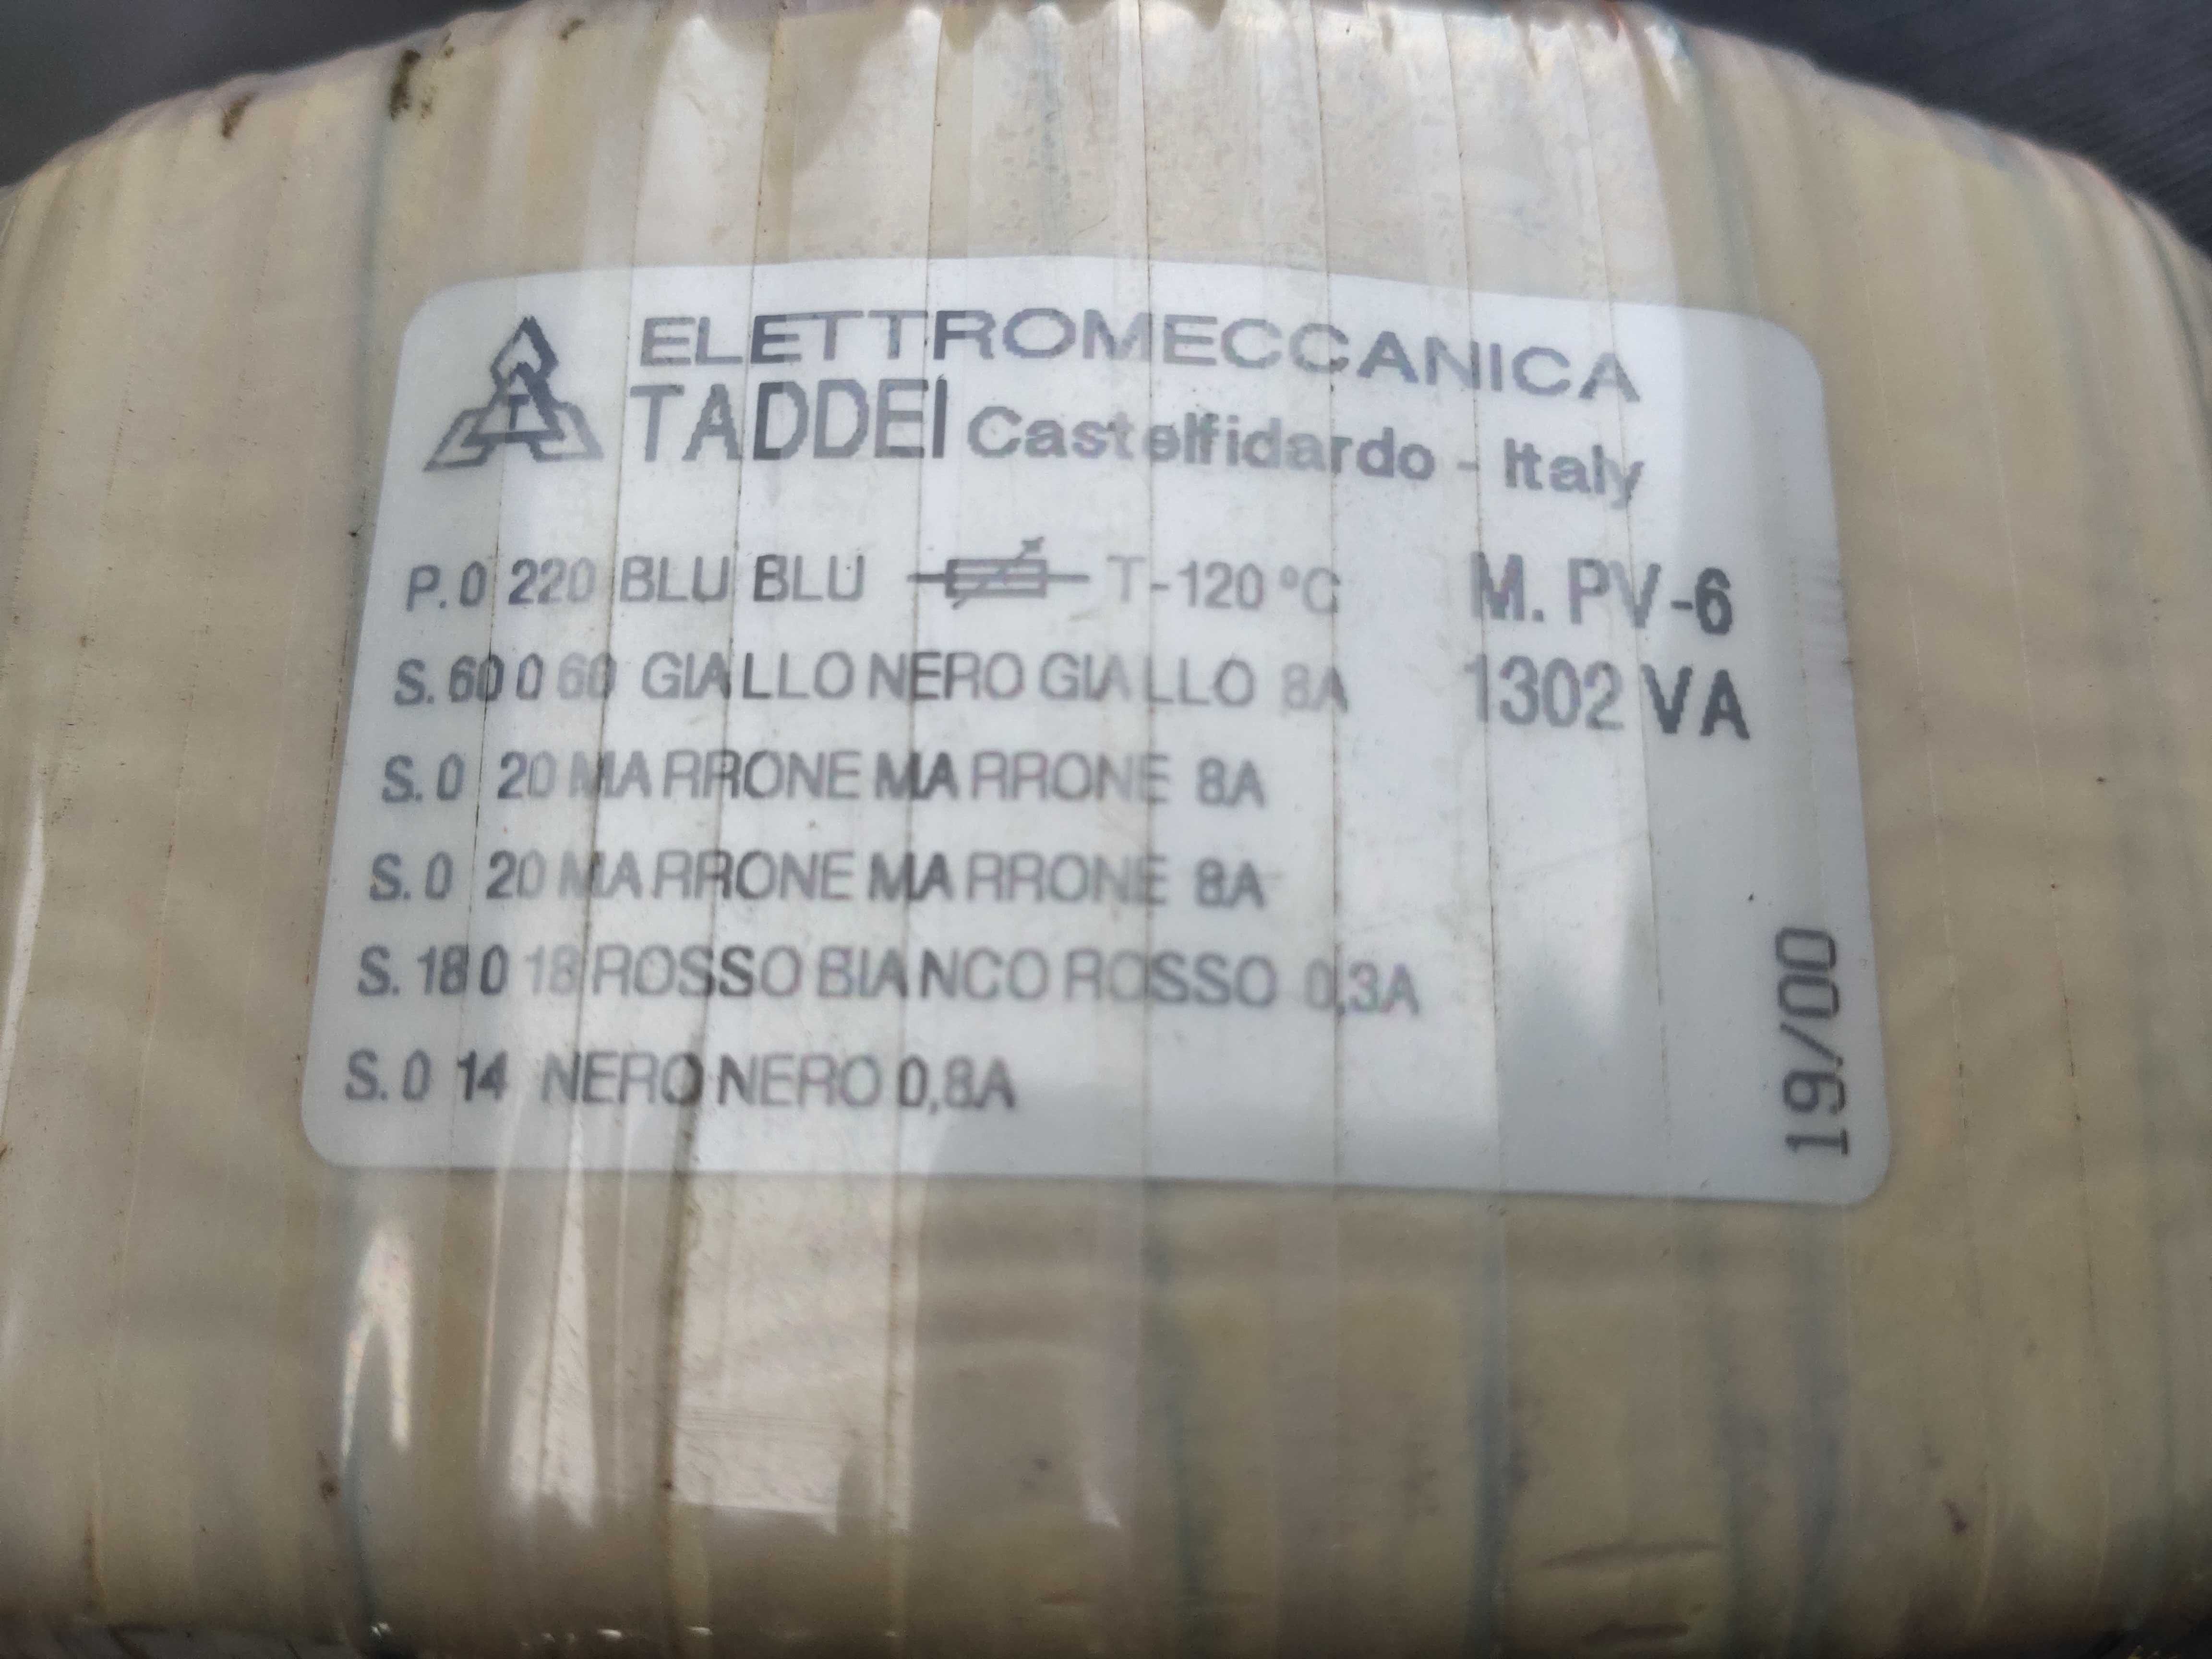 T
ELETTROMECCANICA
TADDEI Castelfidardo - Italy
P. 0 220 BLU BLU T-120 °C M. PV-6
S. 60 0 60 GIALLO NERO GIALLO 8A 1302 VA
S. 0 20 MARRONE MARRONE 8A
S. 0 20 MARRONE MARRONE 8A
S. 18 0 18 ROSSO BIANCO ROSSO 0,3A
S. 0 14 NERO NERO 0,8A
19/00